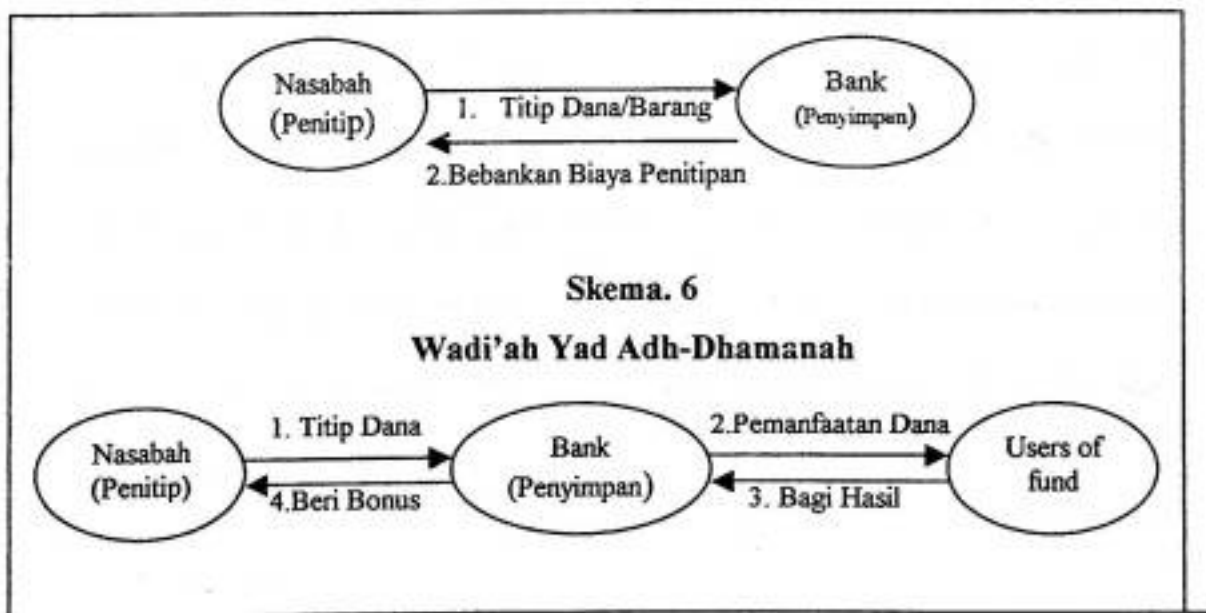 Nasabah
(Penitip)
1. Titip Dana/Barang
2.Bebankan Biaya Penitipan
Bank
(Penyimpan)
Skema. 6
Wadi'ah Yad Adh-Dhamanah
Nasabah
(Penitip)
1. Titip Dana
4.Beri Bonus
Bank
(Penyimpan)
2.Pemanfaatan Dana
3. Bagi Hasil
Users of
fund